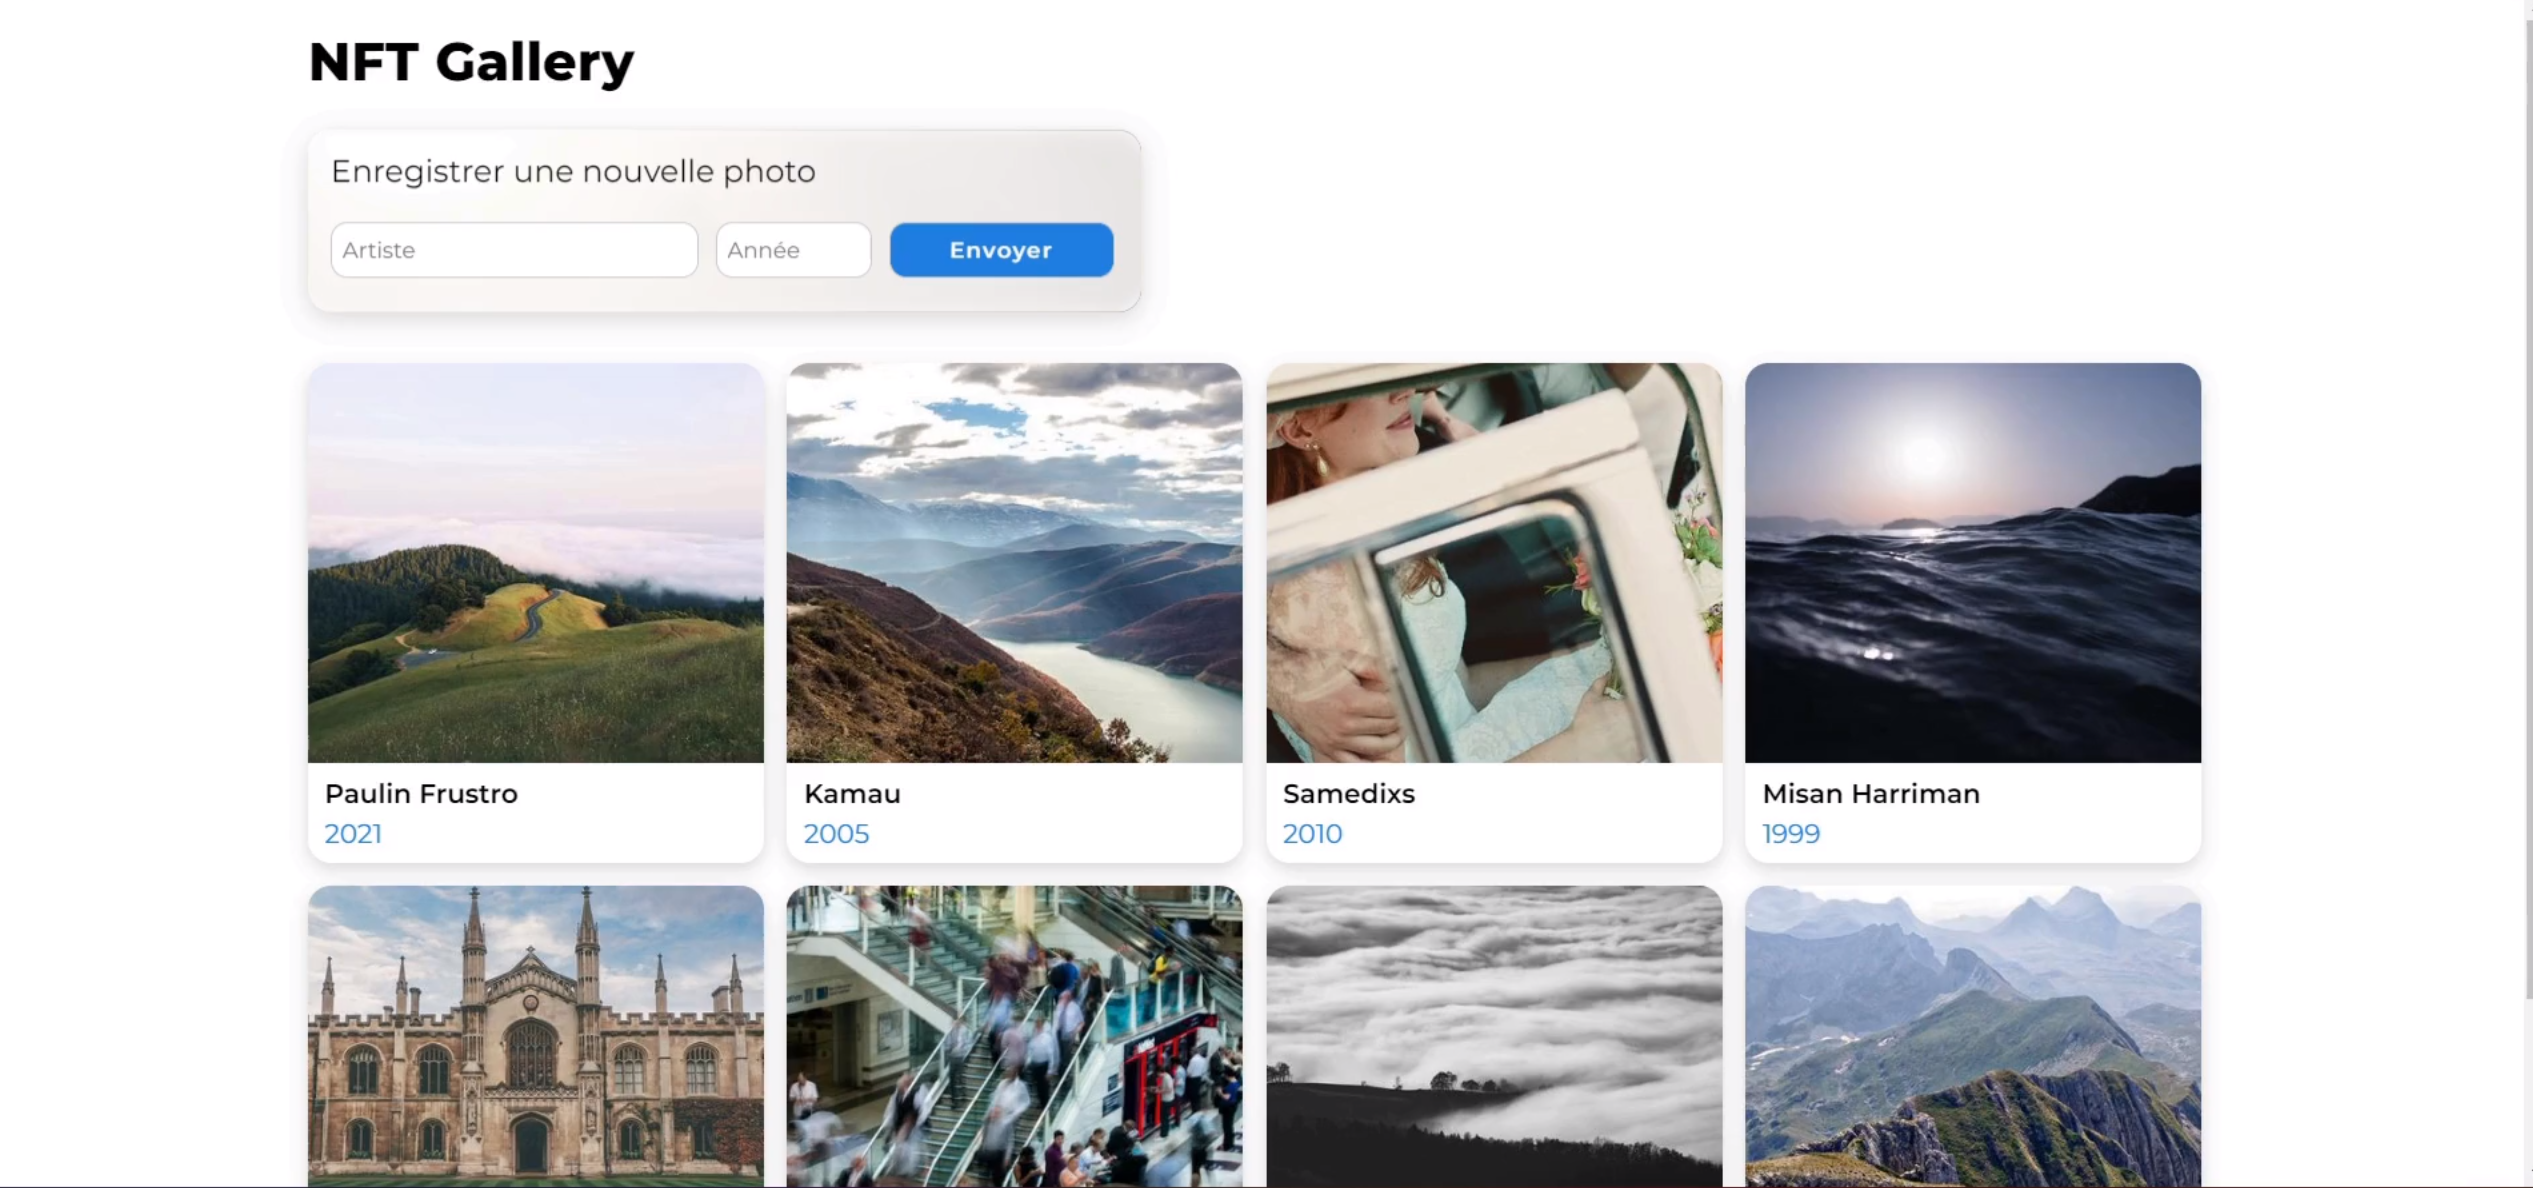 NFT Gallery
Enregistrer une nouvelle photo
Artiste
Année
Envoyer
Paulin Frustro
2021
Kamau
2005
Samedixs
2010
Misan Harriman
1999